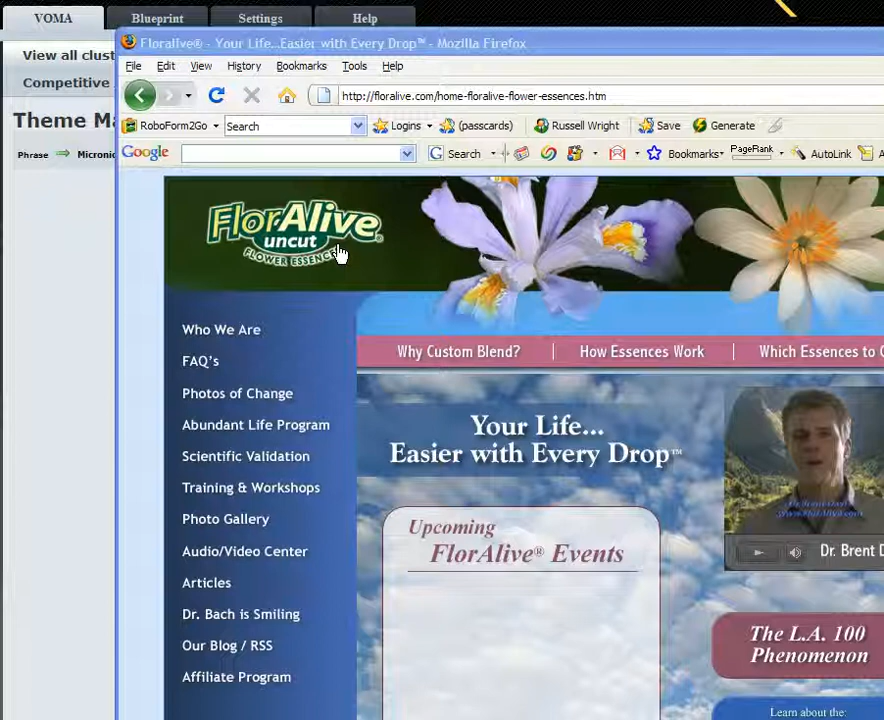 VOMA Blueprint Settings Help
View all clust
Competitive
Theme Ma
Phrase Micronic
Floralive® - Your Life...Easier with Every Drop™ - Mozilla Firefox
File Edit View History Bookmarks Tools Help
http://floralive.com/home-floralive-flower-essences.htm
RoboForm2Go Search Logins (passcards) Russell Wright Save Generate
Google Search Bookmarks PageRank AutoLink A
FlorAlive®
uncut
FLOWER ESSENCE
Why Custom Blend? How Essences Work Which Essences to C
Who We Are
FAQ's
Photos of Change
Abundant Life Program
Scientific Validation
Training & Workshops
Photo Gallery
Audio/Video Center
Articles
Dr. Bach is Smiling
Our Blog / RSS
Affiliate Program
Your Life...
Easier with Every Drop™
Upcoming
FlorAlive® Events
Dr. Brent D
The L.A. 100
Phenomenon
Learn about the: